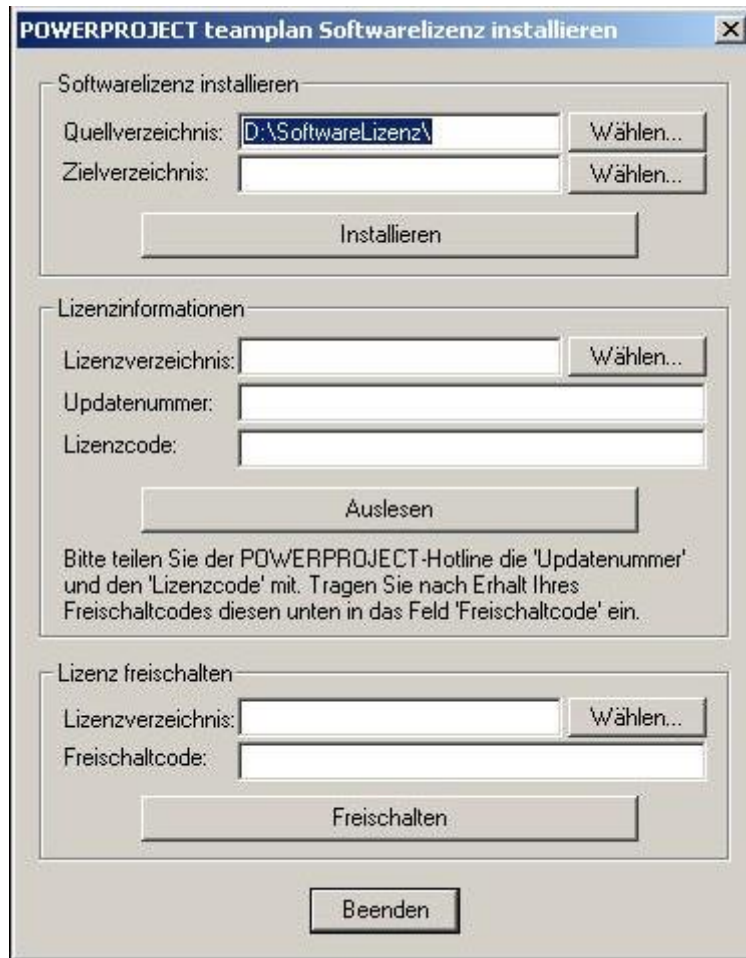 POWERPROJECT teamplan Softwarelizenz installieren
Softwarelizenz installieren
Quellverzeichnis: D:\SoftwareLizenz\ Wählen...
Zielverzeichnis: Wählen...
Installieren
Lizenzinformationen
Lizenzverzeichnis: Wählen...
Updatenummer:
Lizenzcode:
Auslesen
Bitte teilen Sie der POWERPROJECT-Hotline die 'Updatenummer'
und den 'Lizenzcode' mit. Tragen Sie nach Erhalt Ihres
Freischaltcodes diesen unten in das Feld 'Freischaltcode' ein.
Lizenz freischalten
Lizenzverzeichnis: Wählen...
Freischaltcode:
Freischalten
Beenden